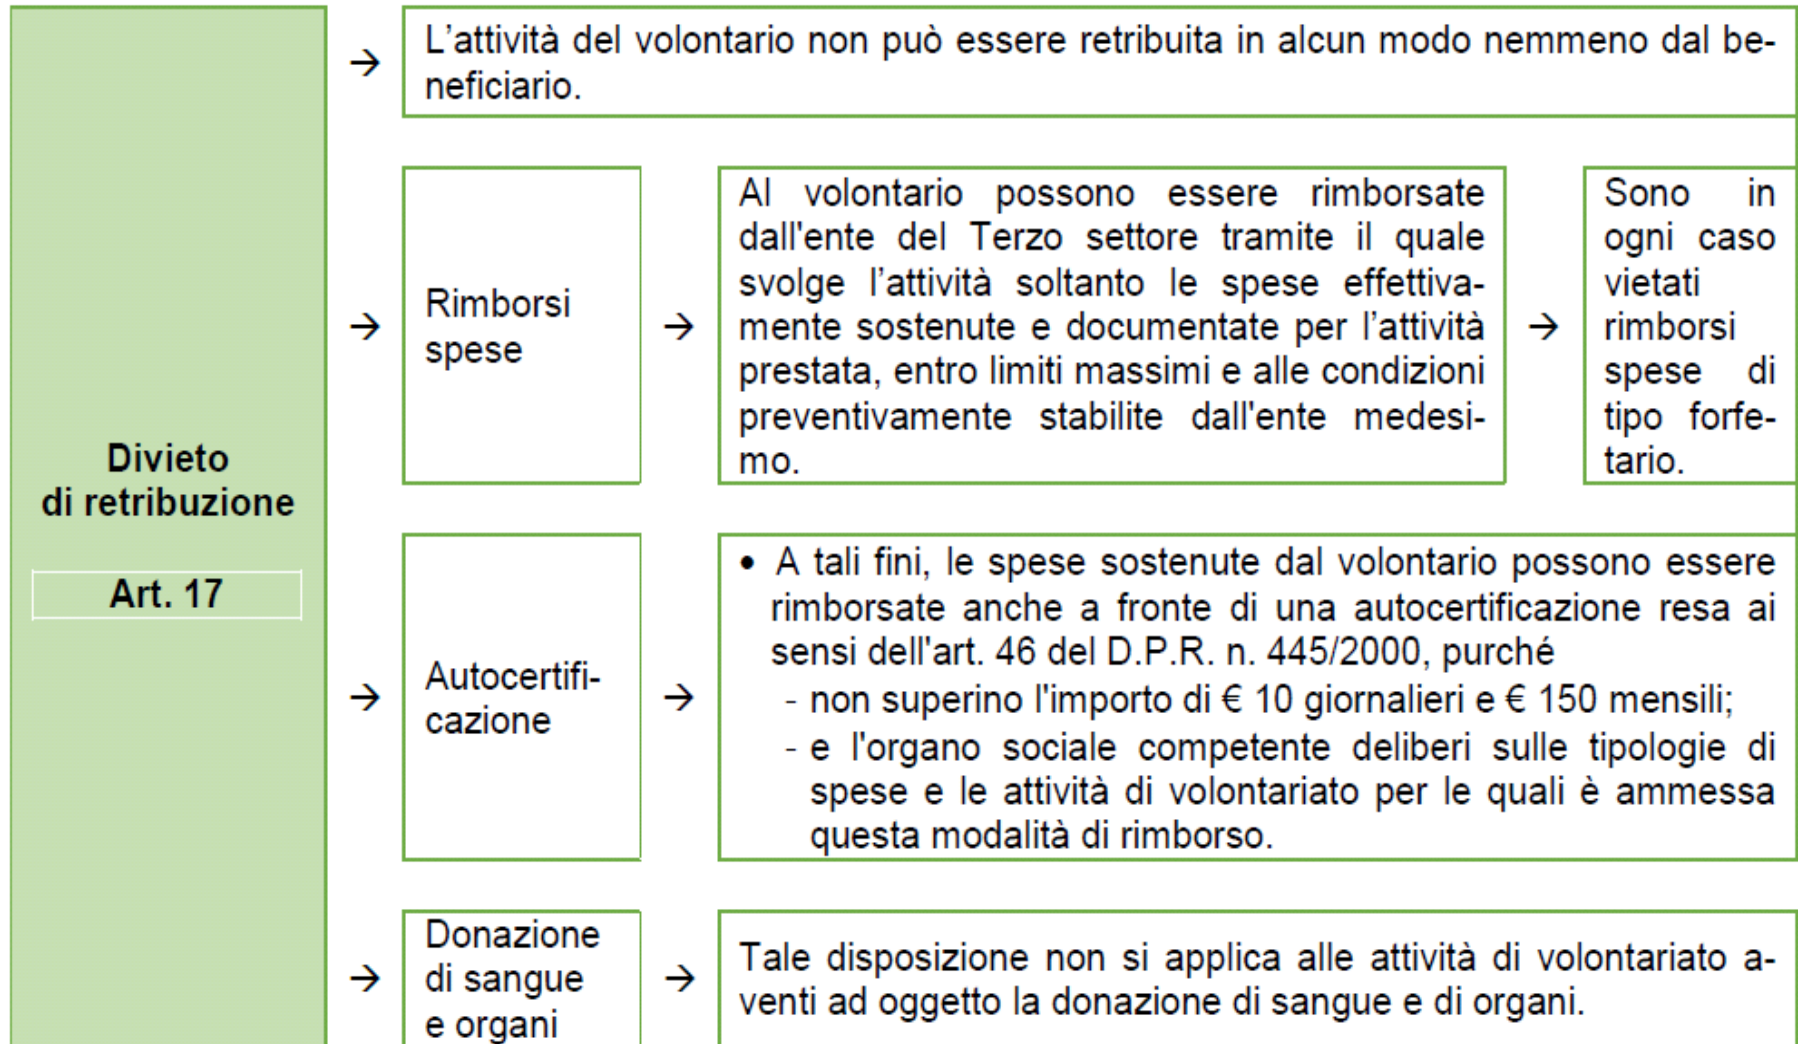 Divieto
di retribuzione
Art. 17
→
L'attività del volontario non può essere retribuita in alcun modo nemmeno dal be-
neficiario.
→
Rimborsi
spese
→
Al volontario possono essere rimborsate
dall'ente del Terzo settore tramite il quale
svolge l'attività soltanto le spese effettiva-
mente sostenute e documentate per l'attività
prestata, entro limiti massimi e alle condizioni
preventivamente stabilite dall'ente medesi-
mo.
→
Sono in
ogni caso
vietati
rimborsi
spese di
tipo forfe-
tario.
→
Autocertifi-
cazione
→
• A tali fini, le spese sostenute dal volontario possono essere
rimborsate anche a fronte di una autocertificazione resa ai
sensi dell'art. 46 del D.P.R. n. 445/2000, purché
- non superino l'importo di € 10 giornalieri e € 150 mensili;
- e l'organo sociale competente deliberi sulle tipologie di
spese e le attività di volontariato per le quali è ammessa
questa modalità di rimborso.
→
Donazione
di sangue
e organi
→
Tale disposizione non si applica alle attività di volontariato a-
venti ad oggetto la donazione di sangue e di organi.